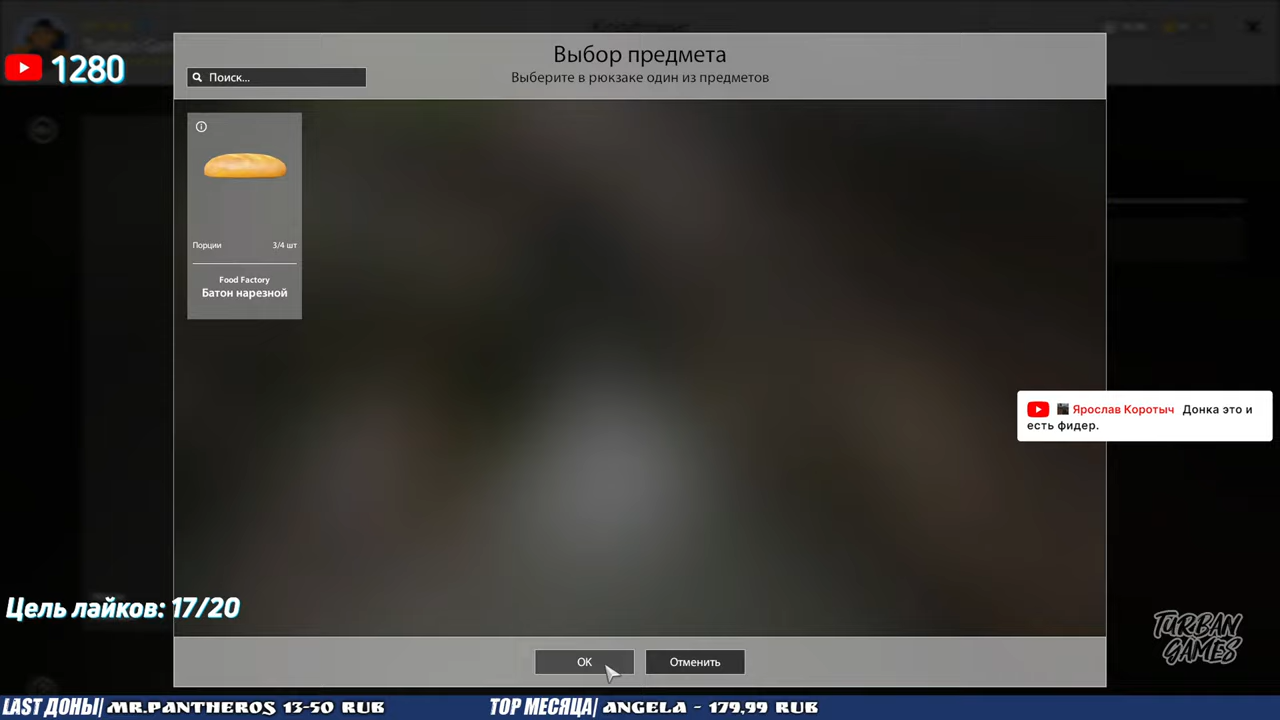 Выбор предмета
Поиск...
Выберите в рюкзаке один из предметов
1280
Порции 3/4 шт
Food Factory
Батон нарезной
Ярослав Коротыч Донка это и
есть фидер.
Цель лайков: 17/20
TURBAN
GAMES
OK
Отменить
LAST ДОНЫ| MR.PANTHEROS 13-50 RUB
TOP МЕСЯЦА| ANGELA - 179,99 RUB